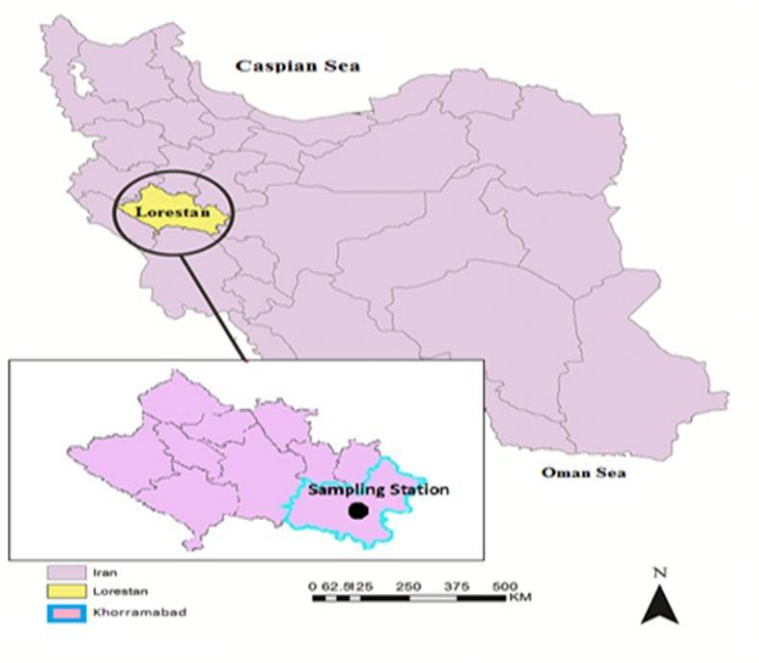 Caspian Sea
Lorestan
Sampling Station
Oman Sea
Iran
Lorestan
Khorramabad
0 62.5125 250 375 500
KM
N